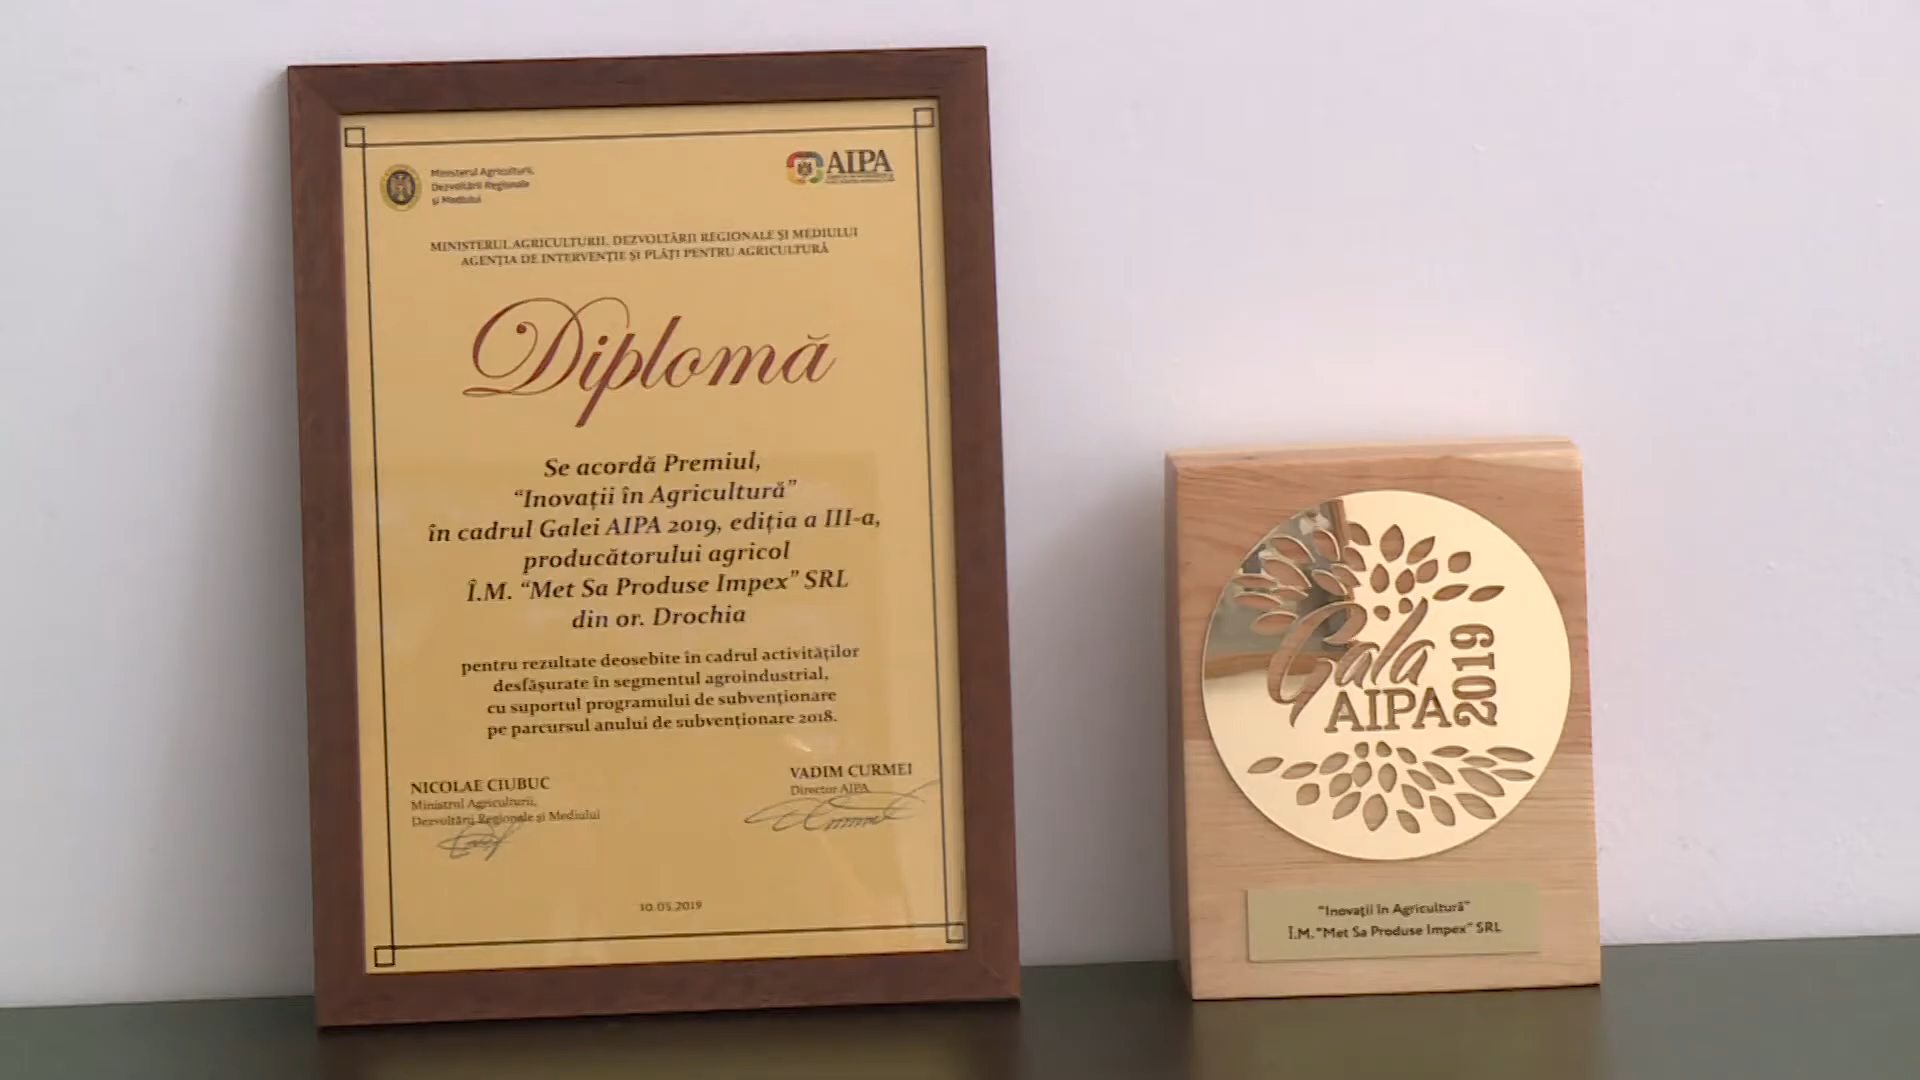 Ministerul Agriculturii,
Dezvoltării Regionale
și Mediului
AIPA
MINISTERUL AGRICULTURII, DEZVOLTĂRII REGIONALE ȘI MEDIULUI
AGENȚIA DE INTERVENȚIE ȘI PLĂȚI PENTRU AGRICULTURĂ
Diplomă
Se acordă Premiul,
“Inovații în Agricultură”
în cadrul Galei AIPA 2019, ediția a III-a,
producătorului agricol
Î.M. “Met Sa Produse Impex” SRL
din or. Drochia
pentru rezultate deosebite în cadrul activităților
desfășurate în segmentul agroindustrial,
cu suportul programului de subvenționare
pe parcursul anului de subvenționare 2018.
NICOLAE CIUBUC
Ministrul Agriculturii,
Dezvoltării Regionale și Mediului
VADIM CURMEI
Director AIPA
10.05.2019
Gala
AIPA
2019
“Inovații în Agricultură”
Î.M. “Met Sa Produse Impex” SRL